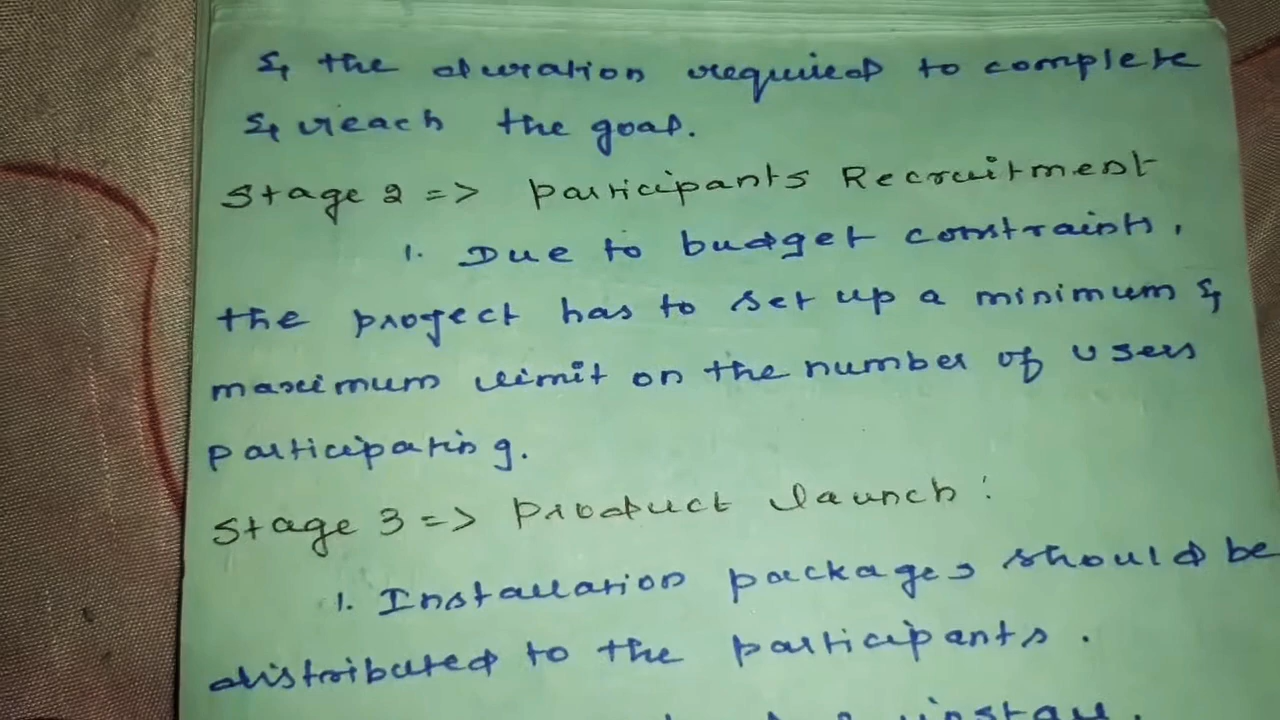 & the duration required to complete
& reach the goal.
Stage 2 => participants Recruitment
1. Due to budget constraints,
the project has to set up a minimum &
maximum limit on the number of users
participating.
Stage 3 => product launch :
1. Installation packages should be
distributed to the participants.
install.